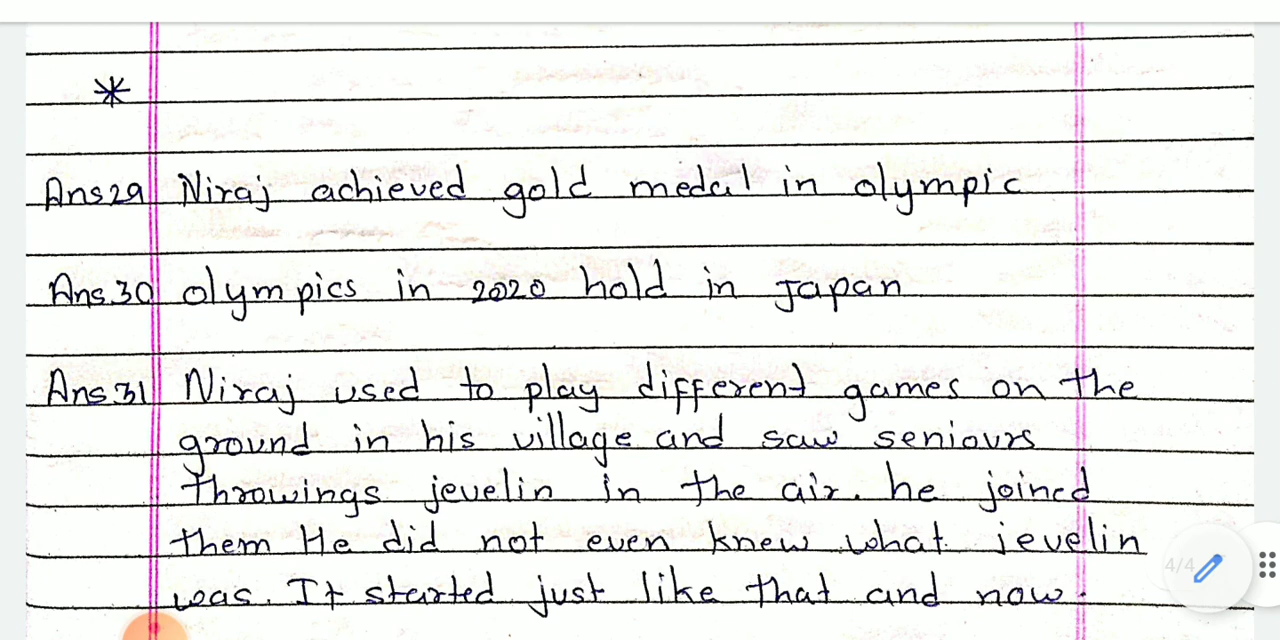 *
Ans29 Niraj achieved gold medal in olympic
Ans.30 olympics in 2020 hold in Japan
Ans.31 Niraj used to play different games on the
ground in his village and saw seniours
throwings jevelin in the air. he joined
them He did not even knew what jevelin
was. It started just like that and now.
4/4